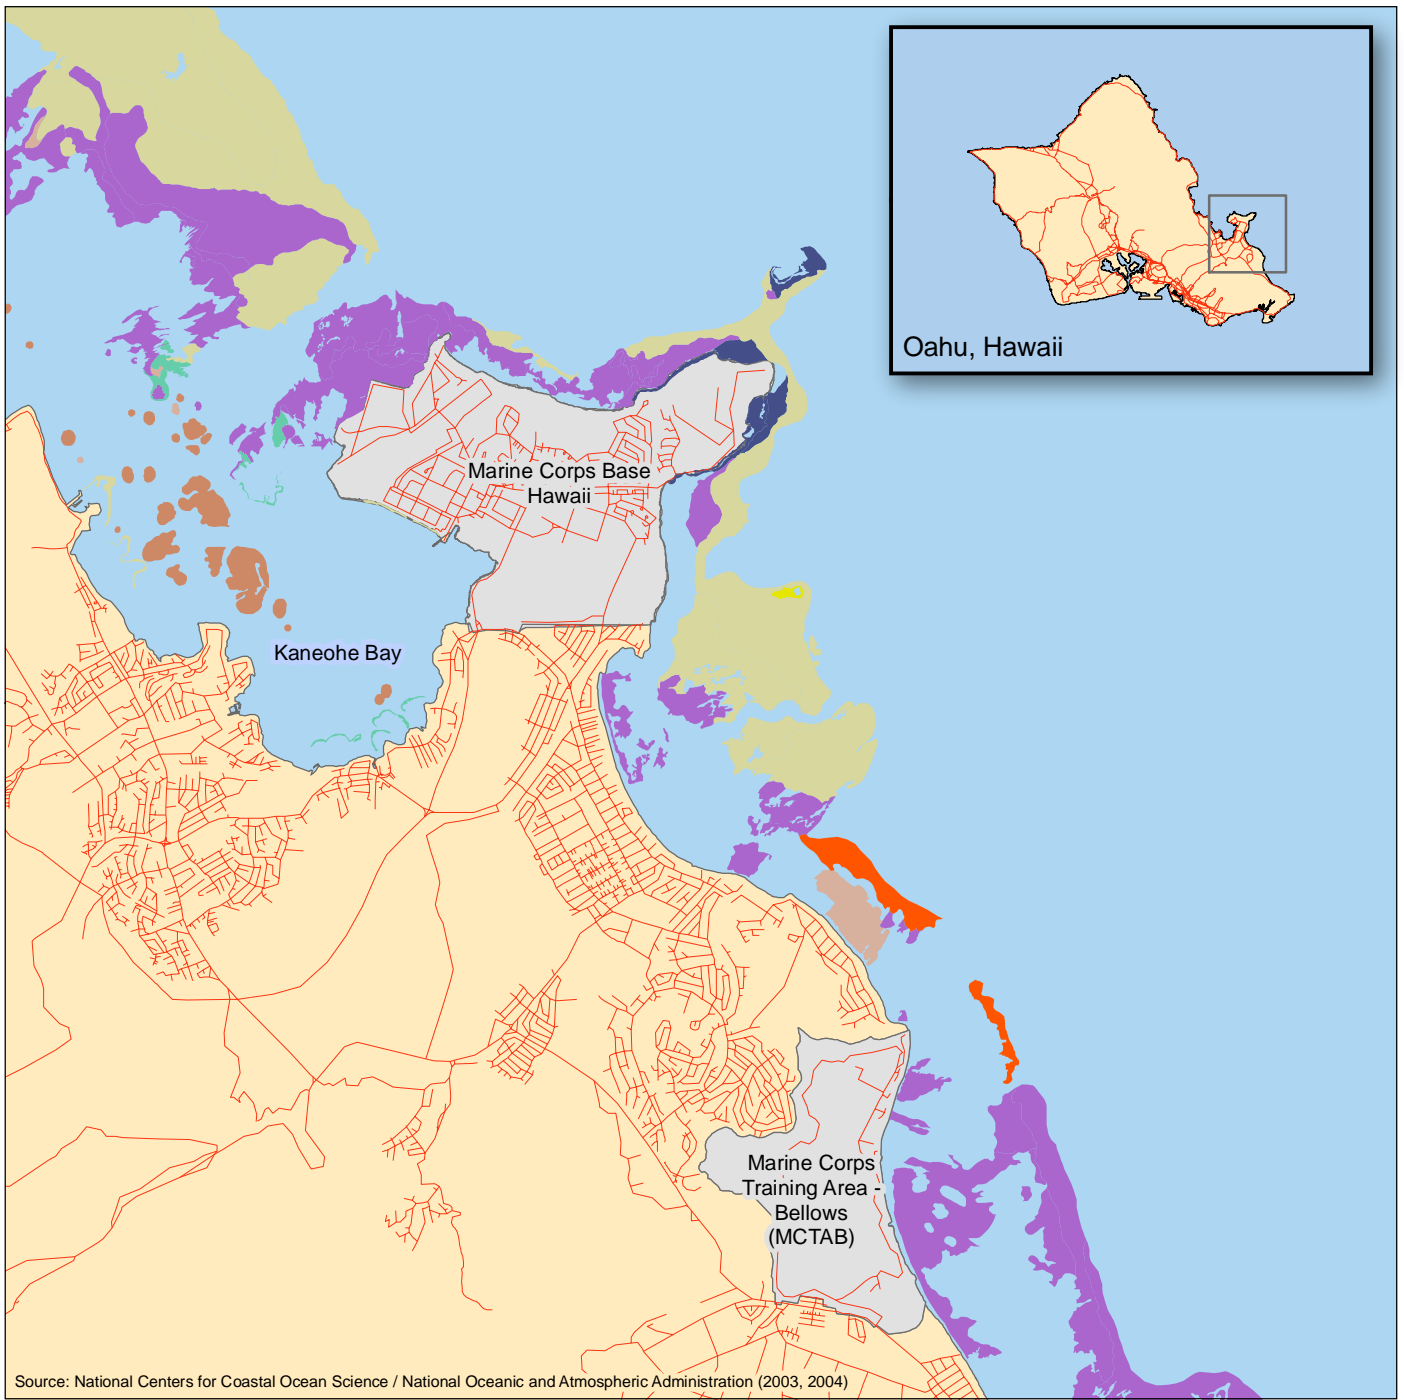 Oahu, Hawaii
Marine Corps Base
Hawaii
Kaneohe Bay
Marine Corps
Training Area -
Bellows
(MCTAB)
Source: National Centers for Coastal Ocean Science / National Oceanic and Atmospheric Administration (2003, 2004)